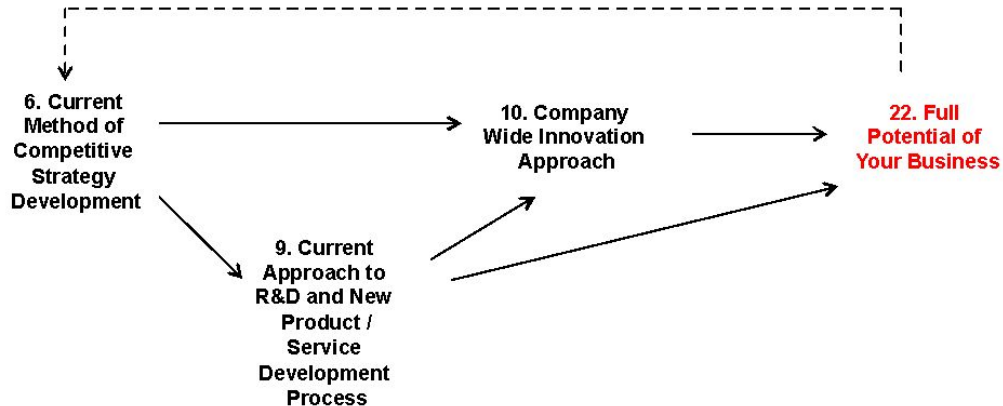 6. Current
Method of
Competitive
Strategy
Development
10. Company
Wide Innovation
Approach
22. Full
Potential of
Your Business
9. Current
Approach to
R&D and New
Product /
Service
Development
Process